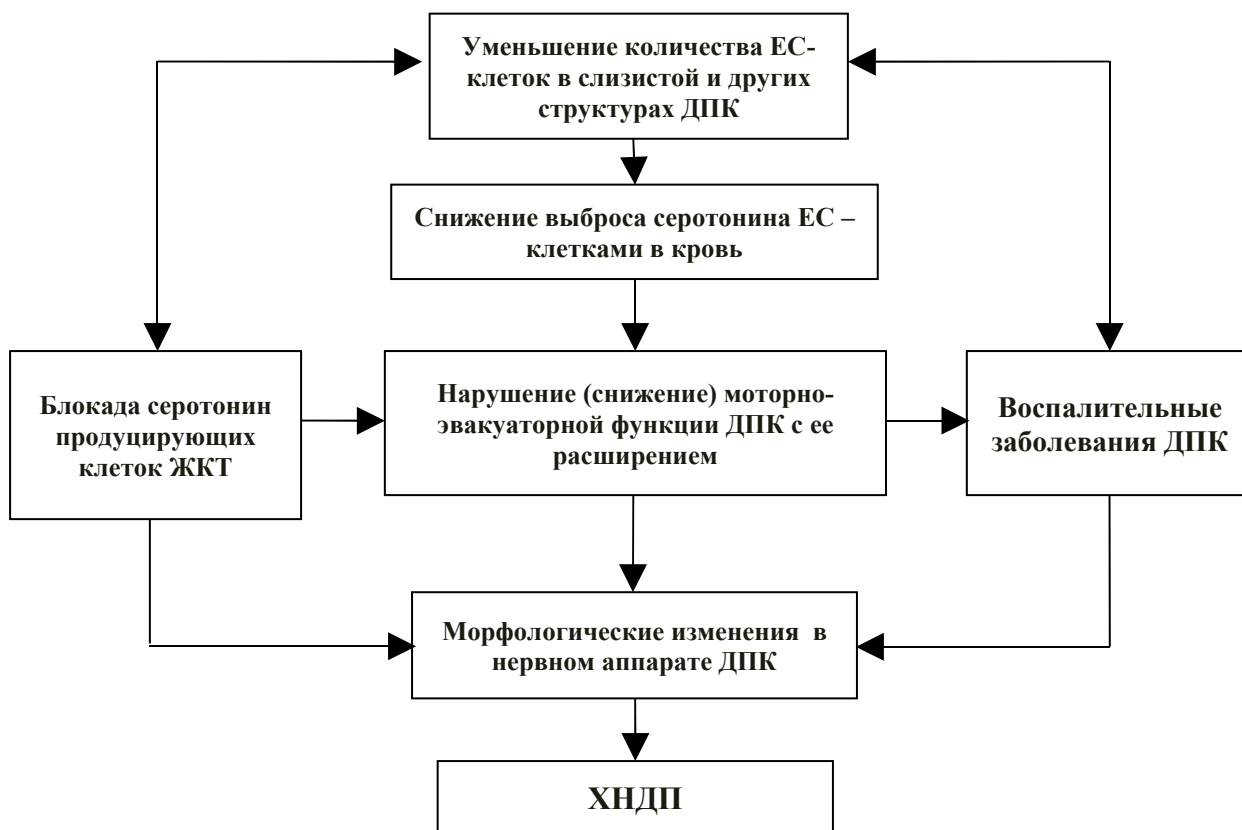 Уменьшение количества ЕС-
клеток в слизистой и других
структурах ДПК
Снижение выброса серотонина ЕС –
клетками в кровь
Блокада серотонин
продуцирующих
клеток ЖКТ
Нарушение (снижение) моторно-
эвакуаторной функции ДПК с ее
расширением
Воспалительные
заболевания ДПК
Морфологические изменения в
нервном аппарате ДПК
ХНДП